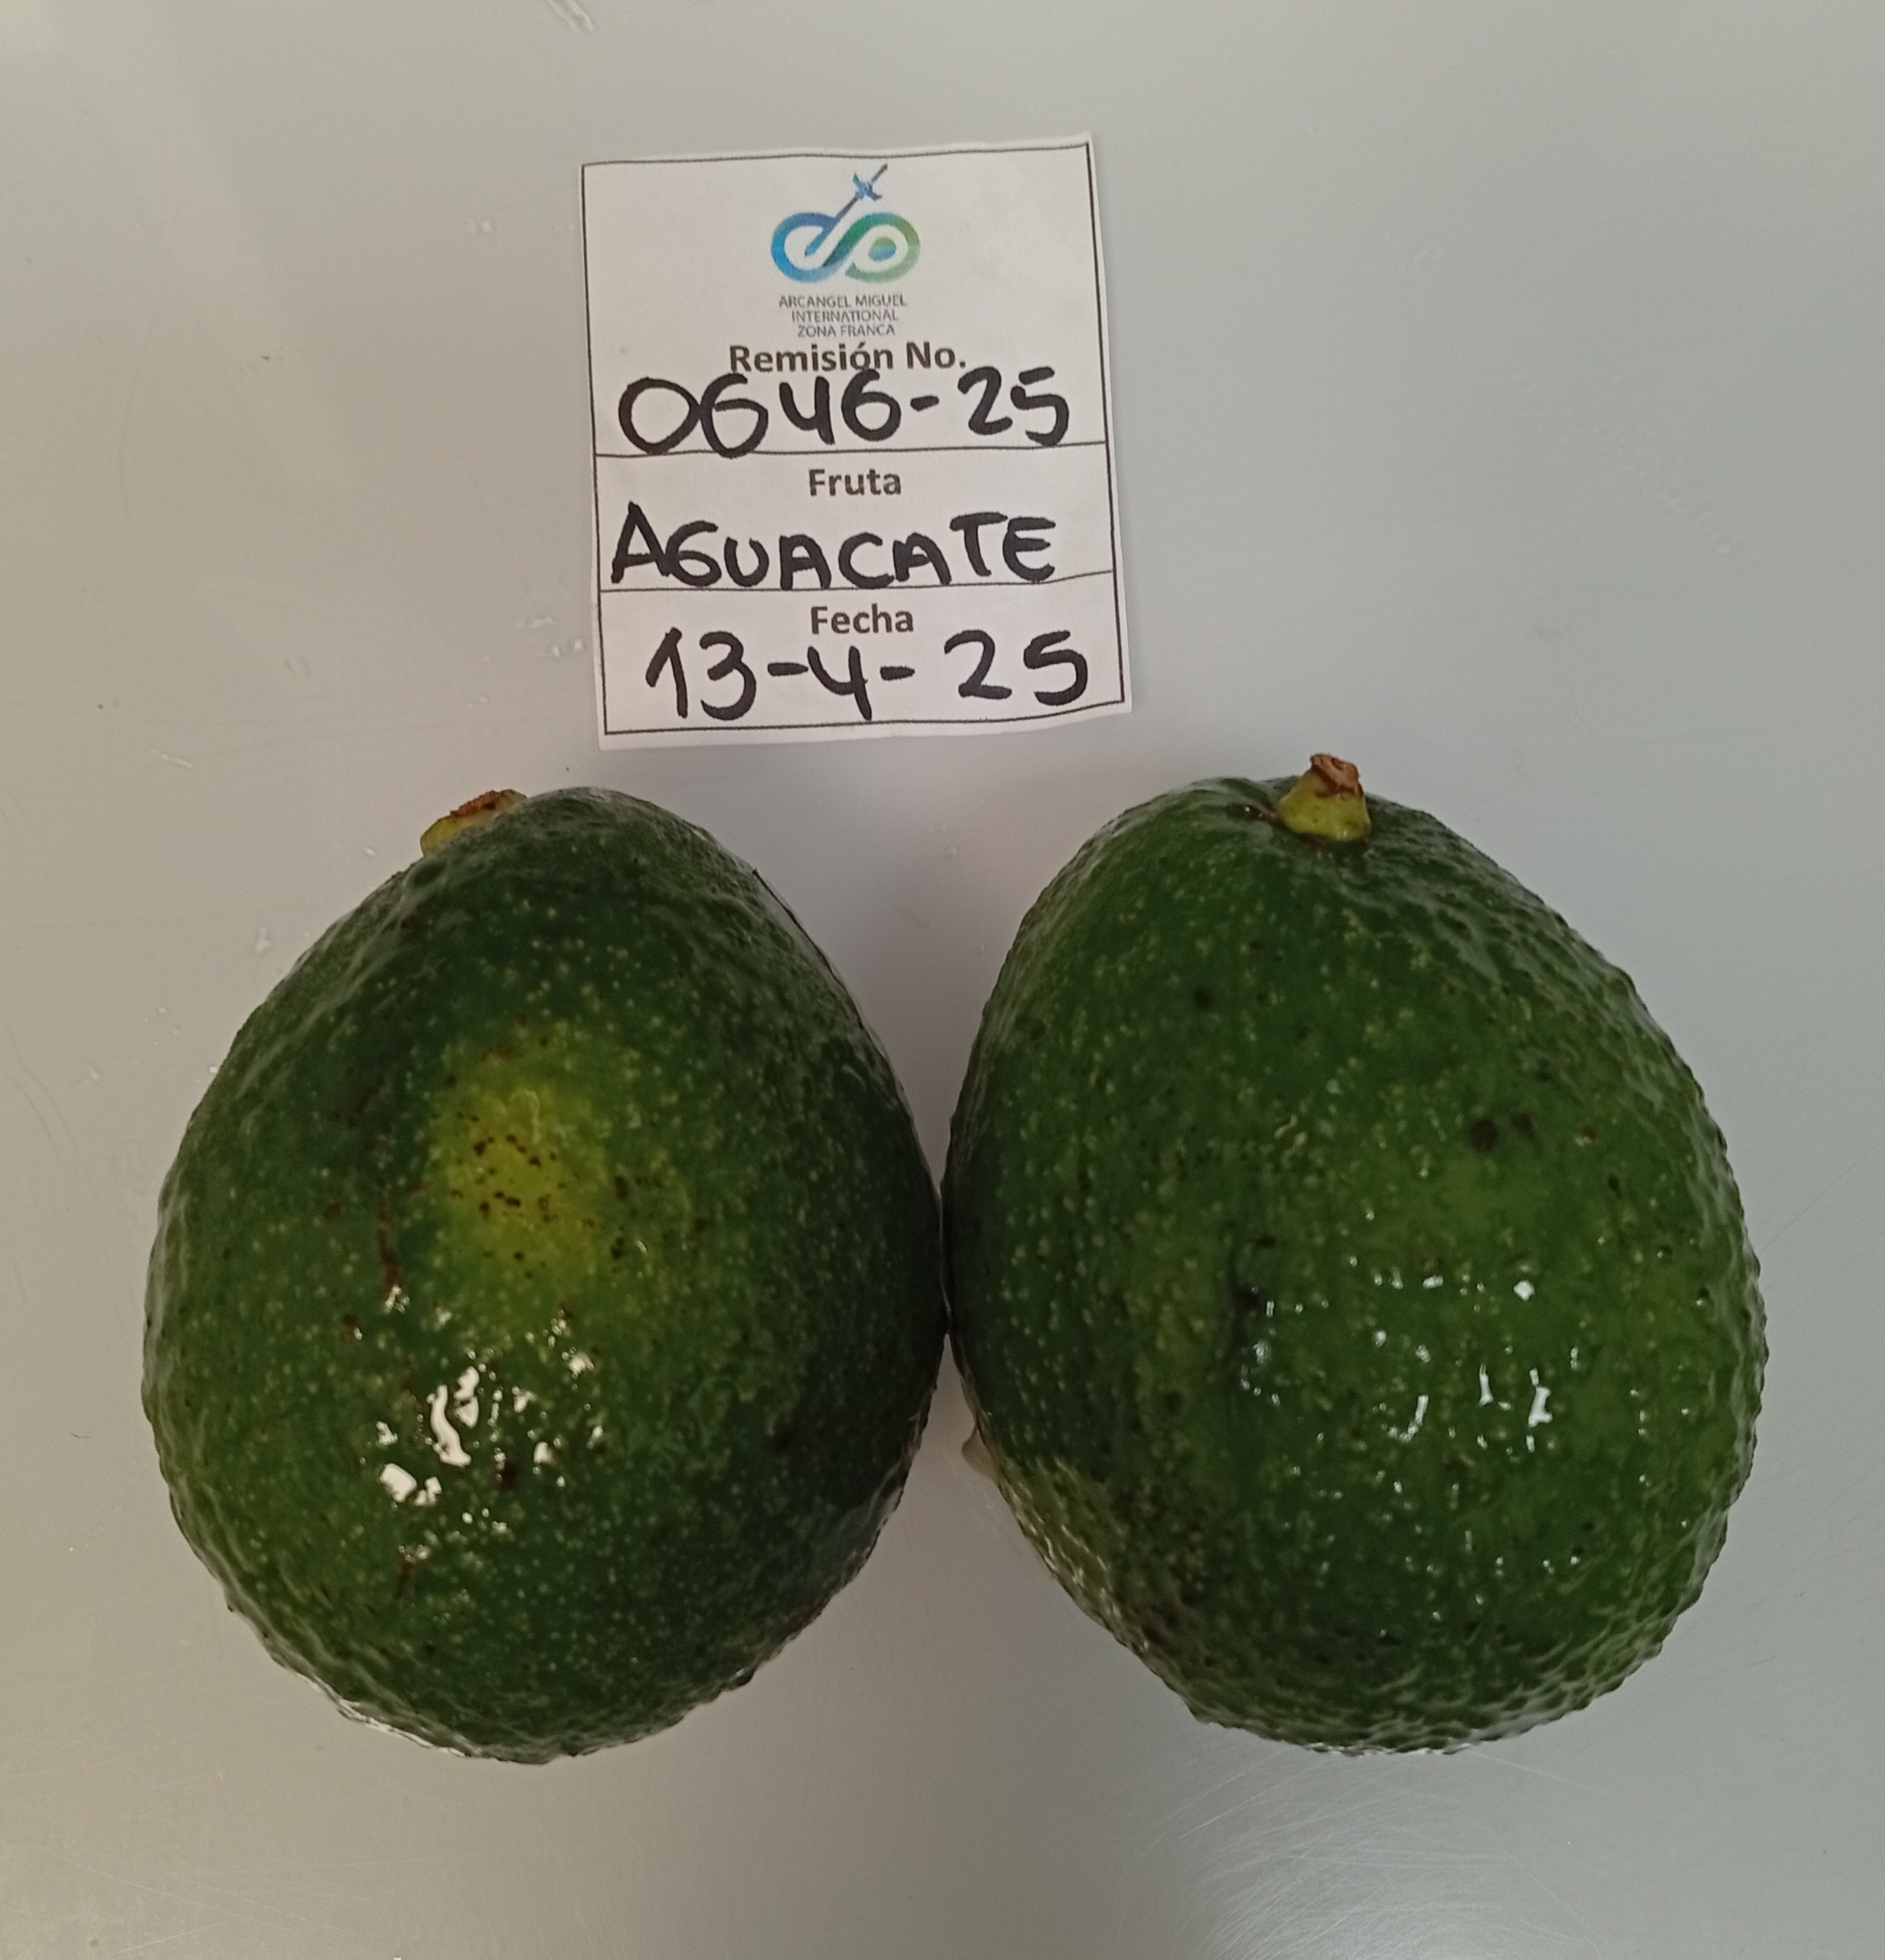 ARCANGEL MIGUEL
INTERNATIONAL
ZONA FRANCA
Remisión No.
0646-25
Fruta
AGUACATE
Fecha
13-4-25